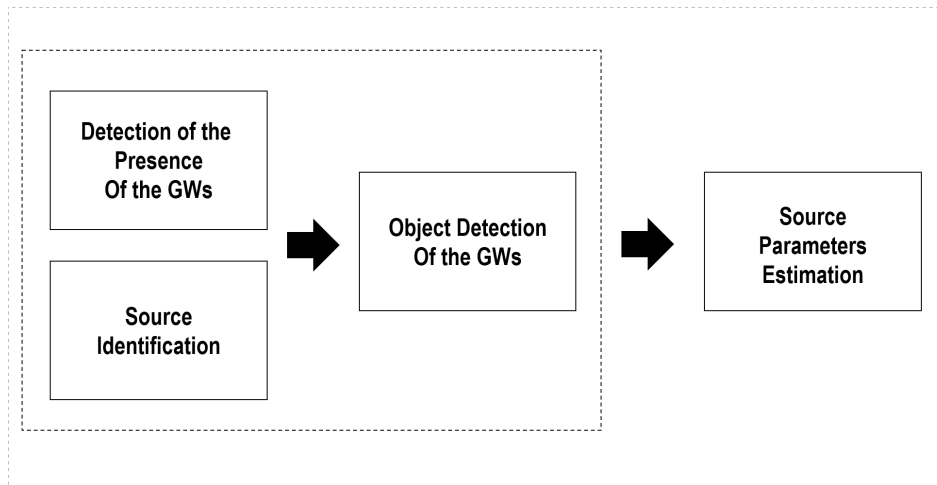 Detection of the
Presence
Of the GWs
Source
Identification
Object Detection
Of the GWs
Source
Parameters
Estimation